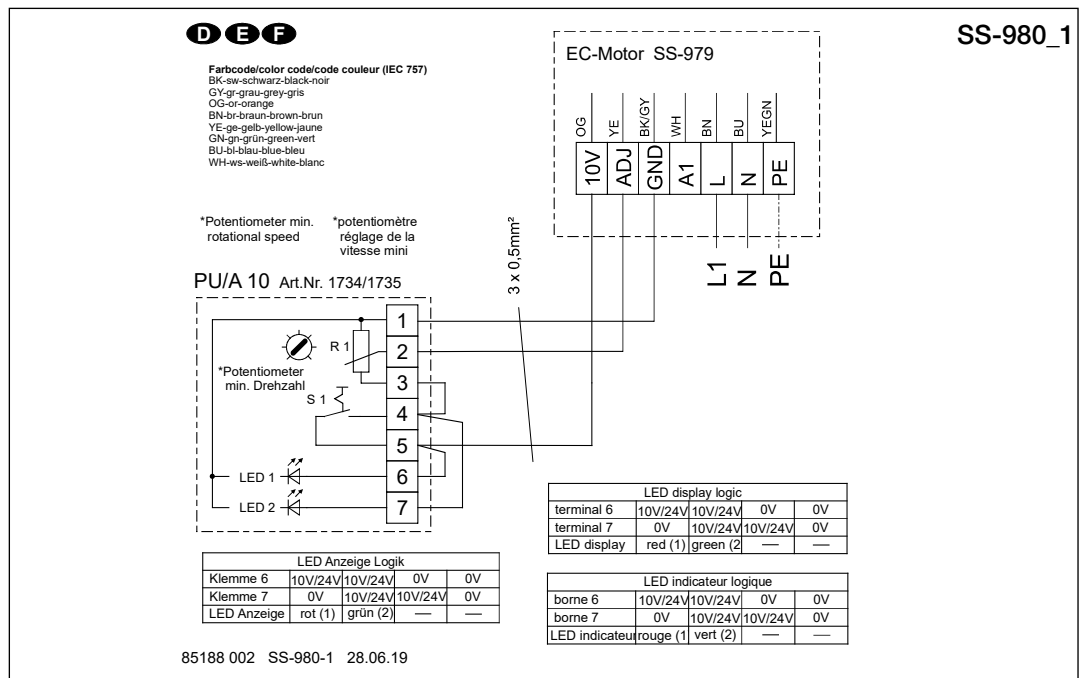 D E F
SS-980_1
Farbcode/color code/code couleur (IEC 757)
BK-sw-schwarz-black-noir
GY-gr-grau-grey-gris
OG-or-orange
BN-br-braun-brown-brun
YE-ge-gelb-yellow-jaune
GN-gn-grün-green-vert
BU-bl-blau-blue-bleu
WH-ws-weiß-white-blanc
EC-Motor SS-979
OG YE BK/GY WH BN BU YEGN
10V ADJ GND A1 L N PE
L1 N PE
*Potentiometer min.
rotational speed
*potentiomètre
réglage de la
vitesse mini
3 x 0,5mm²
PU/A 10 Art.Nr. 1734/1735
1
R 1 2
*Potentiometer
min. Drehzahl
3
S 1
4
5
LED 1 6
LED 2 7
LED display logic
terminal 6 10V/24V 10V/24V 0V 0V
terminal 7 0V 10V/24V 10V/24V 0V
LED display red (1) green (2 — —
LED Anzeige Logik
Klemme 6 10V/24V 10V/24V 0V 0V
Klemme 7 0V 10V/24V 10V/24V 0V
LED Anzeige rot (1) grün (2) — —
LED indicateur logique
borne 6 10V/24V 10V/24V 0V 0V
borne 7 0V 10V/24V 10V/24V 0V
LED indicateur rouge (1 vert (2) — —
85188 002 SS-980-1 28.06.19